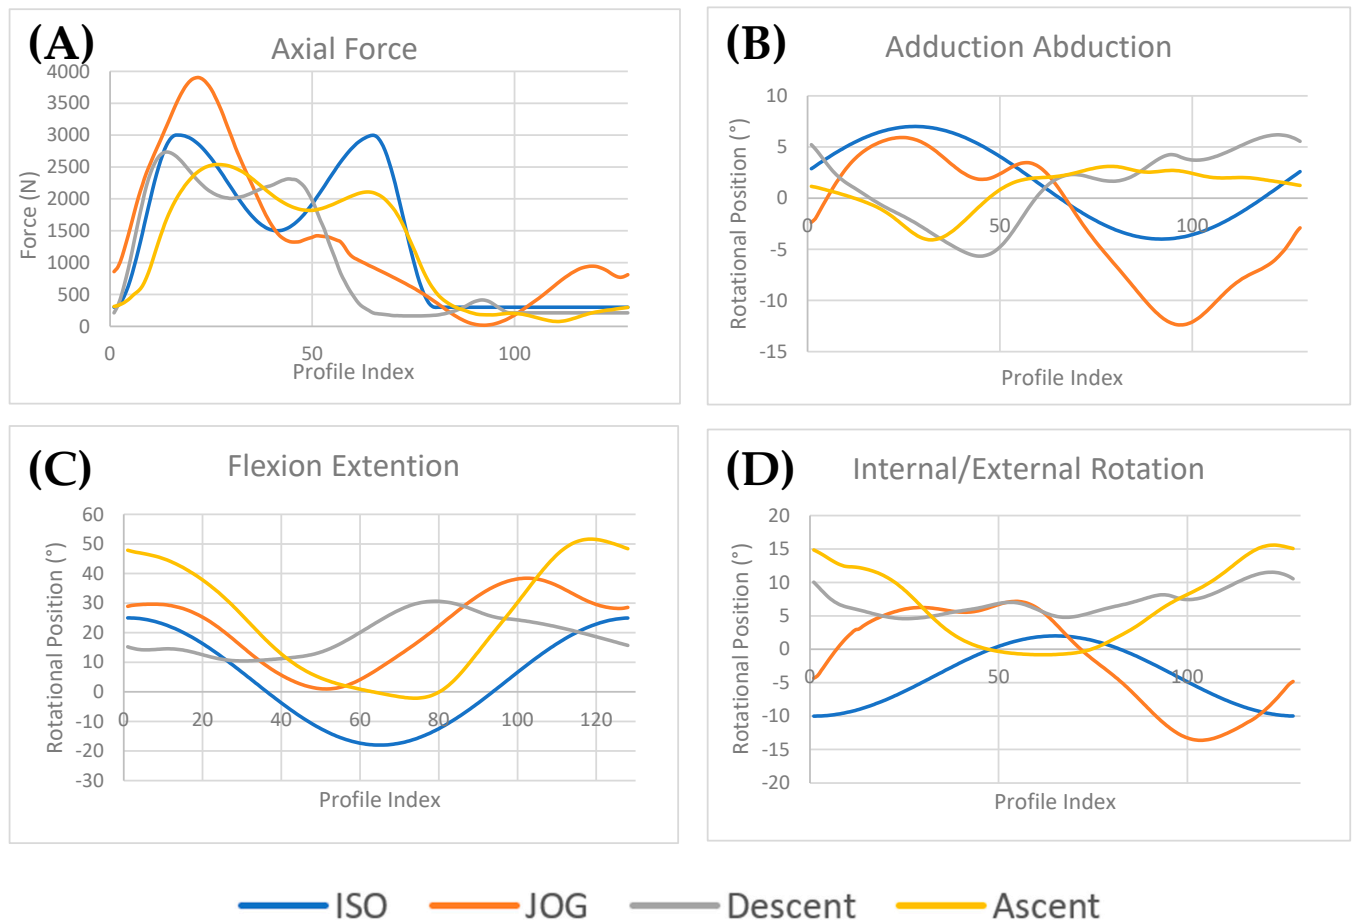 (A)
Axial Force
4000
3500
3000
2500
2000
1500
1000
500
0
Force (N)
0 50 100
Profile Index
(B)
Adduction Abduction
10
5
0
-5
-10
-15
Rotational Position (°)
0 50 100
Profile Index
(C)
Flexion Extention
60
50
40
30
20
10
0
-10
-20
-30
Rotational Position (°)
0 20 40 60 80 100 120
Profile Index
(D)
Internal/External Rotation
20
15
10
5
0
-5
-10
-15
-20
Rotational Position (°)
0 50 100
Profile Index
ISO JOG Descent Ascent